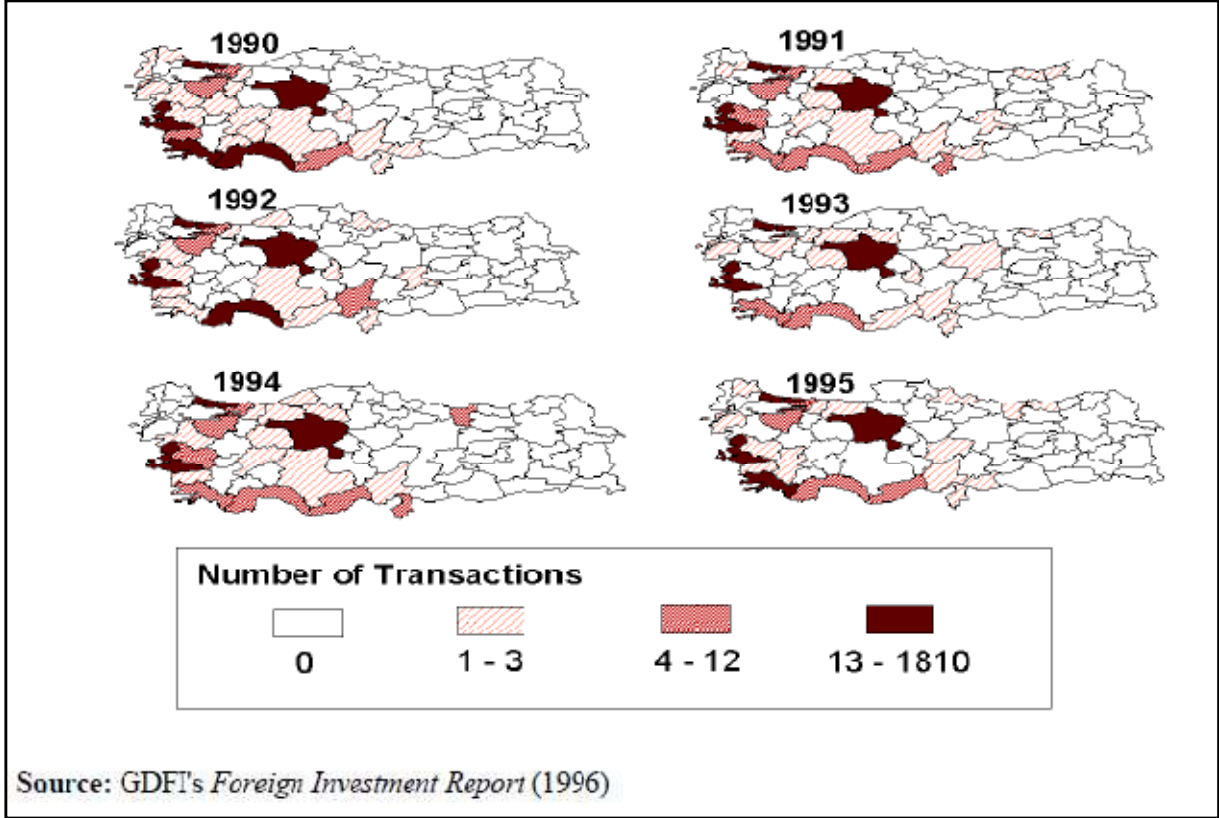 1990
1991
1992
1993
1994
1995
Number of Transactions
0
1 - 3
4 - 12
13 - 1810
Source: GDFI's Foreign Investment Report (1996)